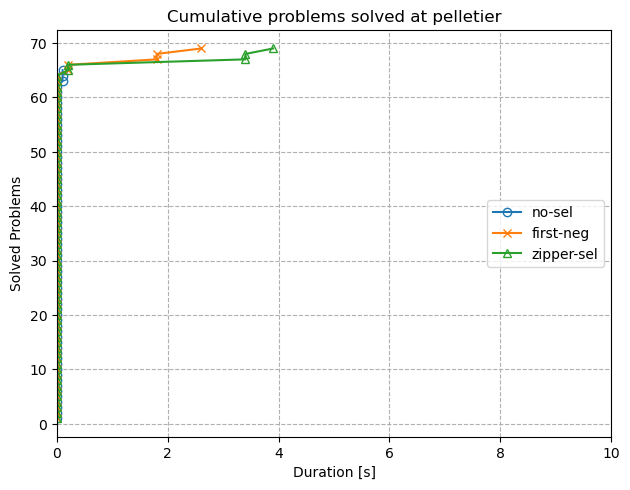 Cumulative problems solved at pelletier
70
60
50
40
30
20
10
0
Solved Problems
no-sel
first-neg
zipper-sel
0 2 4 6 8 10
Duration [s]